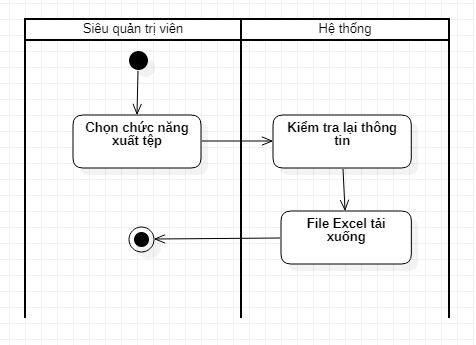 Siêu quản trị viên
Hệ thống
Chọn chức năng
xuất tệp
Kiểm tra lại thông
tin
File Excel tải
xuống